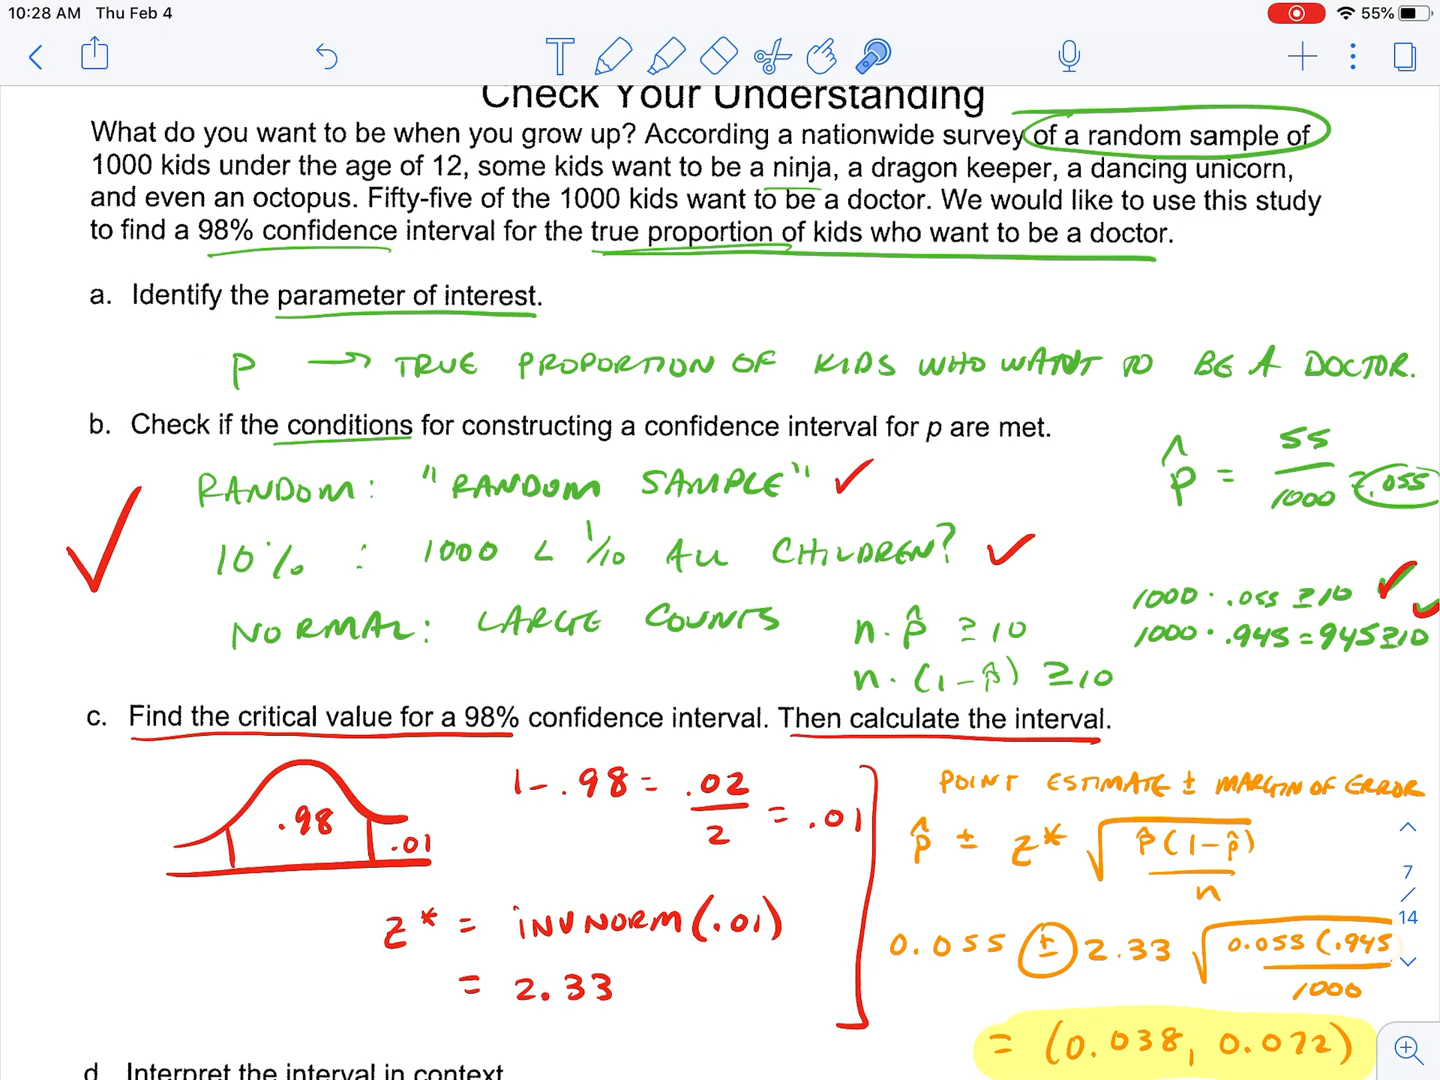 10:28 AM Thu Feb 4 55%
Check Your Understanding
What do you want to be when you grow up? According a nationwide survey of a random sample of
1000 kids under the age of 12, some kids want to be a ninja, a dragon keeper, a dancing unicorn,
and even an octopus. Fifty-five of the 1000 kids want to be a doctor. We would like to use this study
to find a 98% confidence interval for the true proportion of kids who want to be a doctor.
a. Identify the parameter of interest.
P → TRUE PROPORTION OF KIDS WHO WANT TO BE A DOCTOR.
b. Check if the conditions for constructing a confidence interval for p are met.
p̂ = 55/1000 = .055
RANDOM: "RANDOM SAMPLE" ✓
10% : 1000 < 1/10 ALL CHILDREN? ✓
NORMAL: LARGE COUNTS n·p̂ ≥10
n·(1-p̂) ≥10
1000·.055 ≥10 ✓
1000·.945=945≥10 ✓
c. Find the critical value for a 98% confidence interval. Then calculate the interval.
.98 .01
1-.98 = .02/2 = .01
z* = INVNORM(.01)
= 2.33
POINT ESTIMATE ± MARGIN OF ERROR
p̂ ± z* √(p̂(1-p̂)/n)
0.055 ± 2.33 √(0.055(.945/1000
= (0.038, 0.072)
7
/
14
d Interpret the interval in context